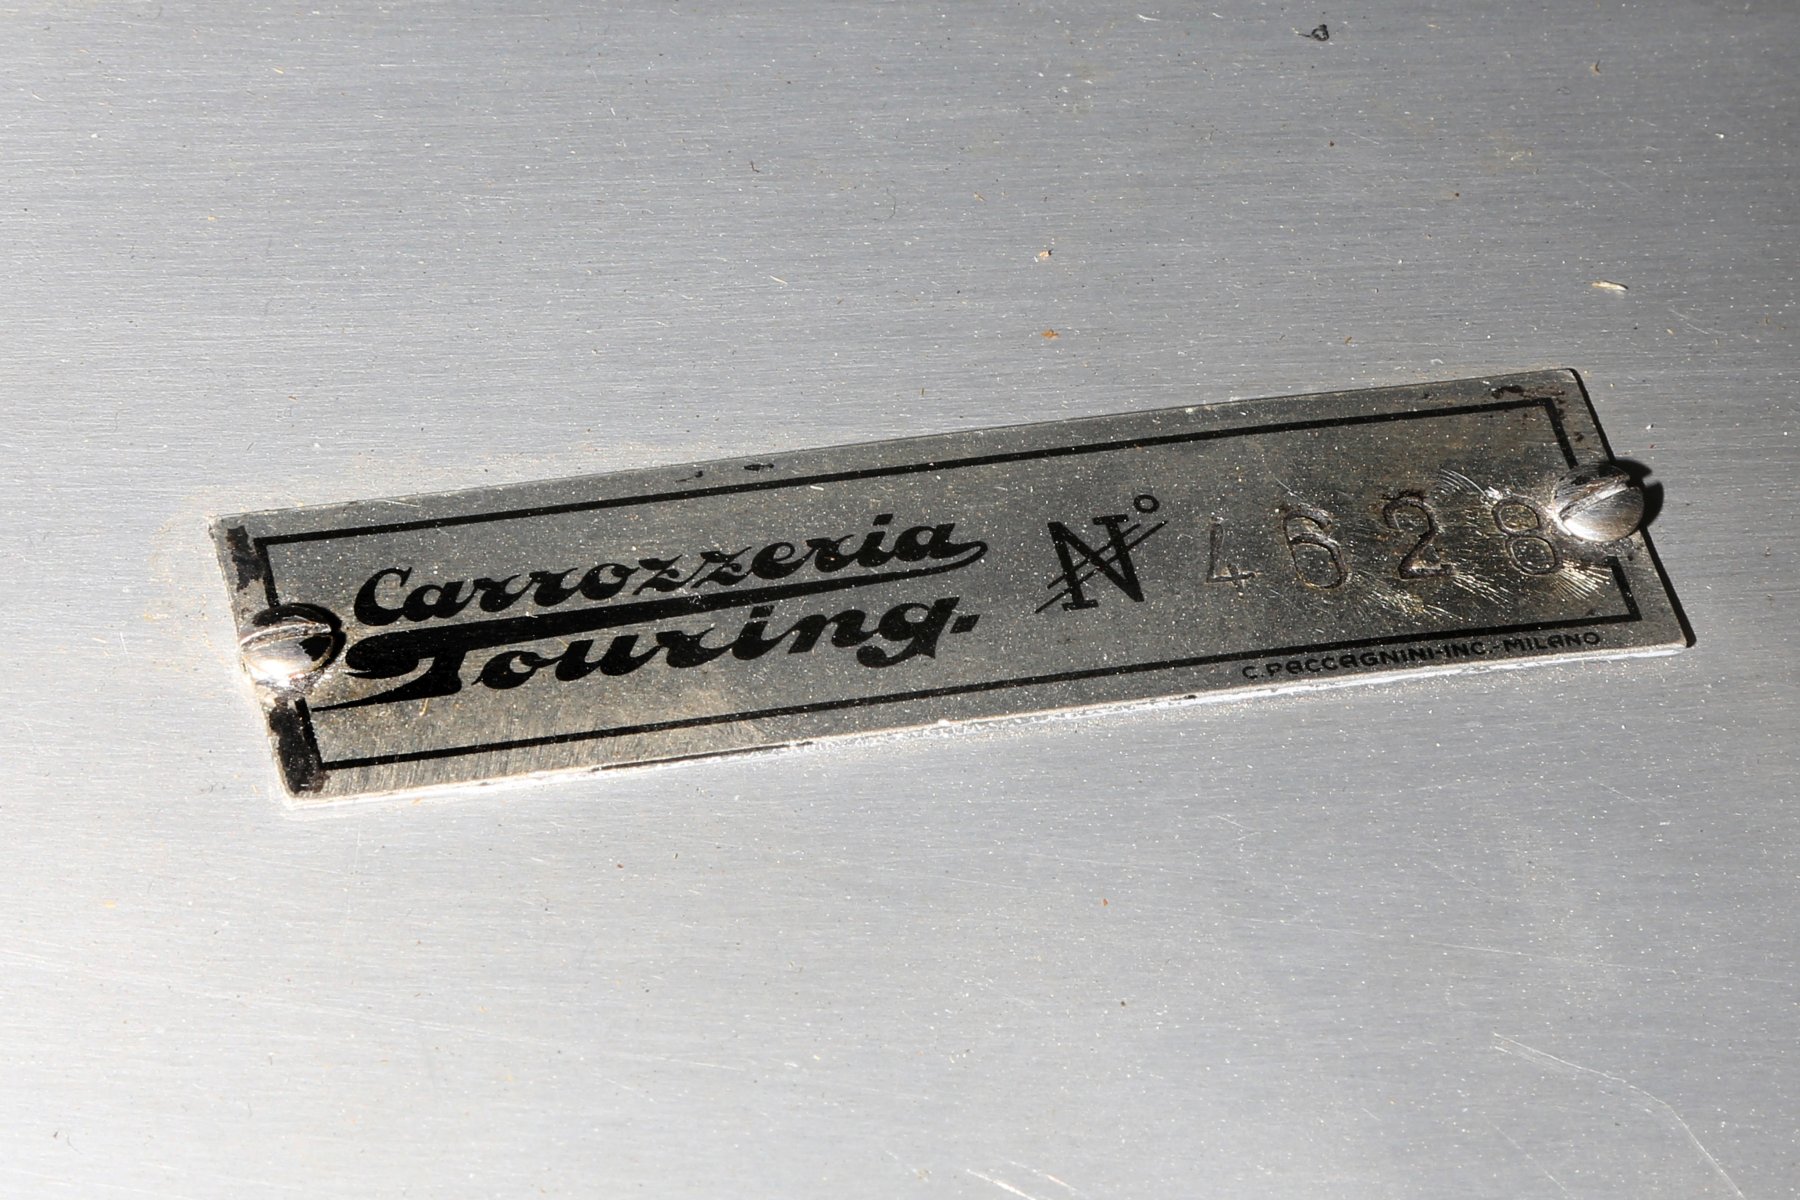 Carrozzeria
Touring.
N° 4628
C. PACCAGNINI-INC.-MILANO